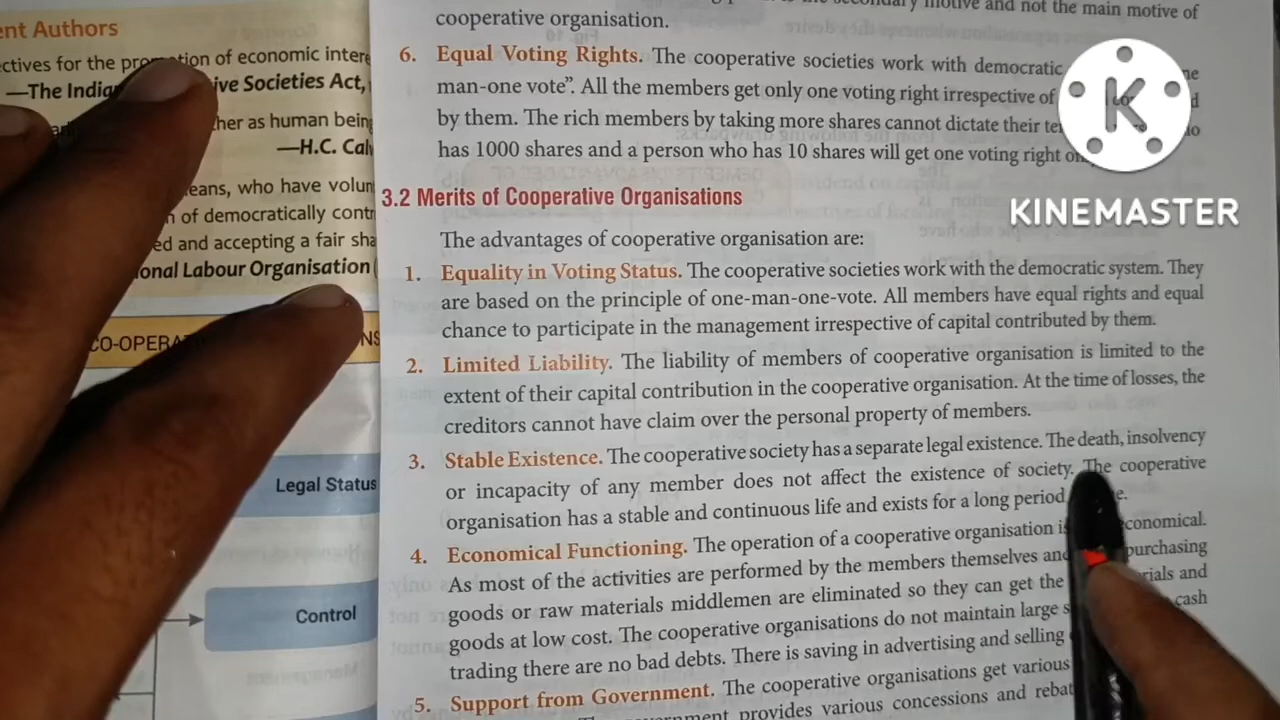 ent Authors
ctives for the pro tion of economic intere
—The India ive Societies Act,
her as human being
—H.C. Cal
eans, who have volun
of democratically contr
ed and accepting a fair sha
onal Labour Organisation (
CO-OPERA NS
Legal Status
Control
secondary motive and not the main motive of
cooperative organisation.
6. Equal Voting Rights. The cooperative societies work with democratic
man-one vote”. All the members get only one voting right irrespective of
by them. The rich members by taking more shares cannot dictate their
has 1000 shares and a person who has 10 shares will get one voting right
3.2 Merits of Cooperative Organisations
The advantages of cooperative organisation are:
1. Equality in Voting Status. The cooperative societies work with the democratic system. They
are based on the principle of one-man-one-vote. All members have equal rights and equal
chance to participate in the management irrespective of capital contributed by them.
2. Limited Liability. The liability of members of cooperative organisation is limited to the
extent of their capital contribution in the cooperative organisation. At the time of losses, the
creditors cannot have claim over the personal property of members.
3. Stable Existence. The cooperative society has a separate legal existence. The death, insolvency
or incapacity of any member does not affect the existence of society. The cooperative
organisation has a stable and continuous life and exists for a long period
4. Economical Functioning. The operation of a cooperative organisation economical.
As most of the activities are performed by the members themselves and purchasing
goods or raw materials middlemen are eliminated so they can get the rials and
goods at low cost. The cooperative organisations do not maintain large cash
trading there are no bad debts. There is saving in advertising and selling
5. Support from Government. The cooperative organisations get various
provides various concessions and
K
KINEMASTER